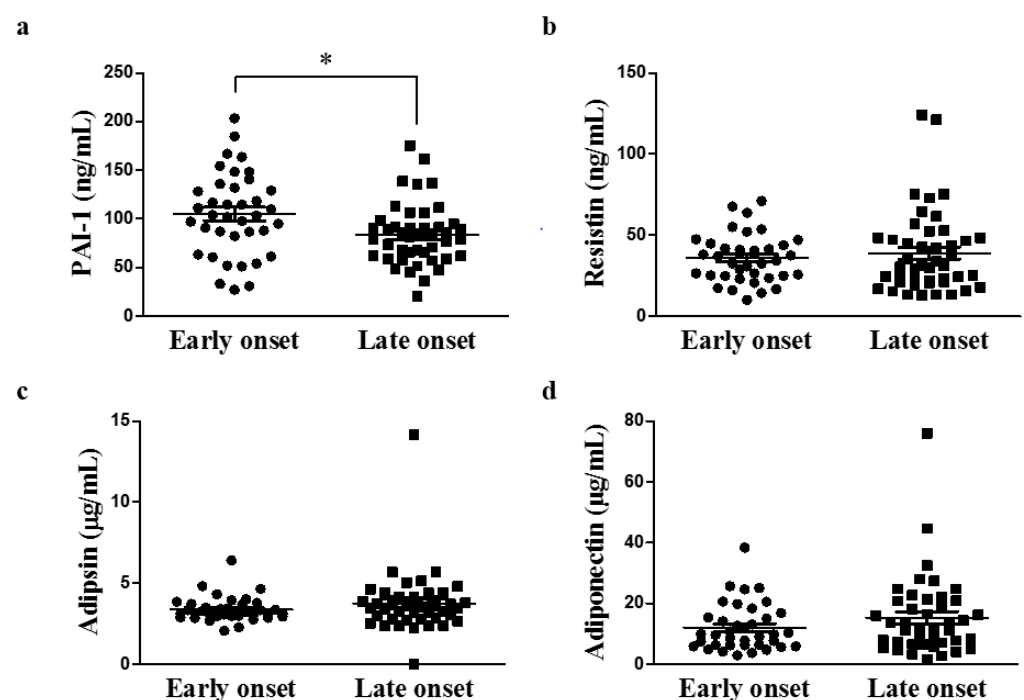 a
PAI-1 (ng/mL)
250
200
150
100
50
0
*
Early onset
Late onset
b
Resistin (ng/mL)
150
100
50
0
Early onset
Late onset
c
Adipsin (µg/mL)
15
10
5
0
Early onset
Late onset
d
Adiponectin (µg/mL)
80
60
40
20
0
Early onset
Late onset